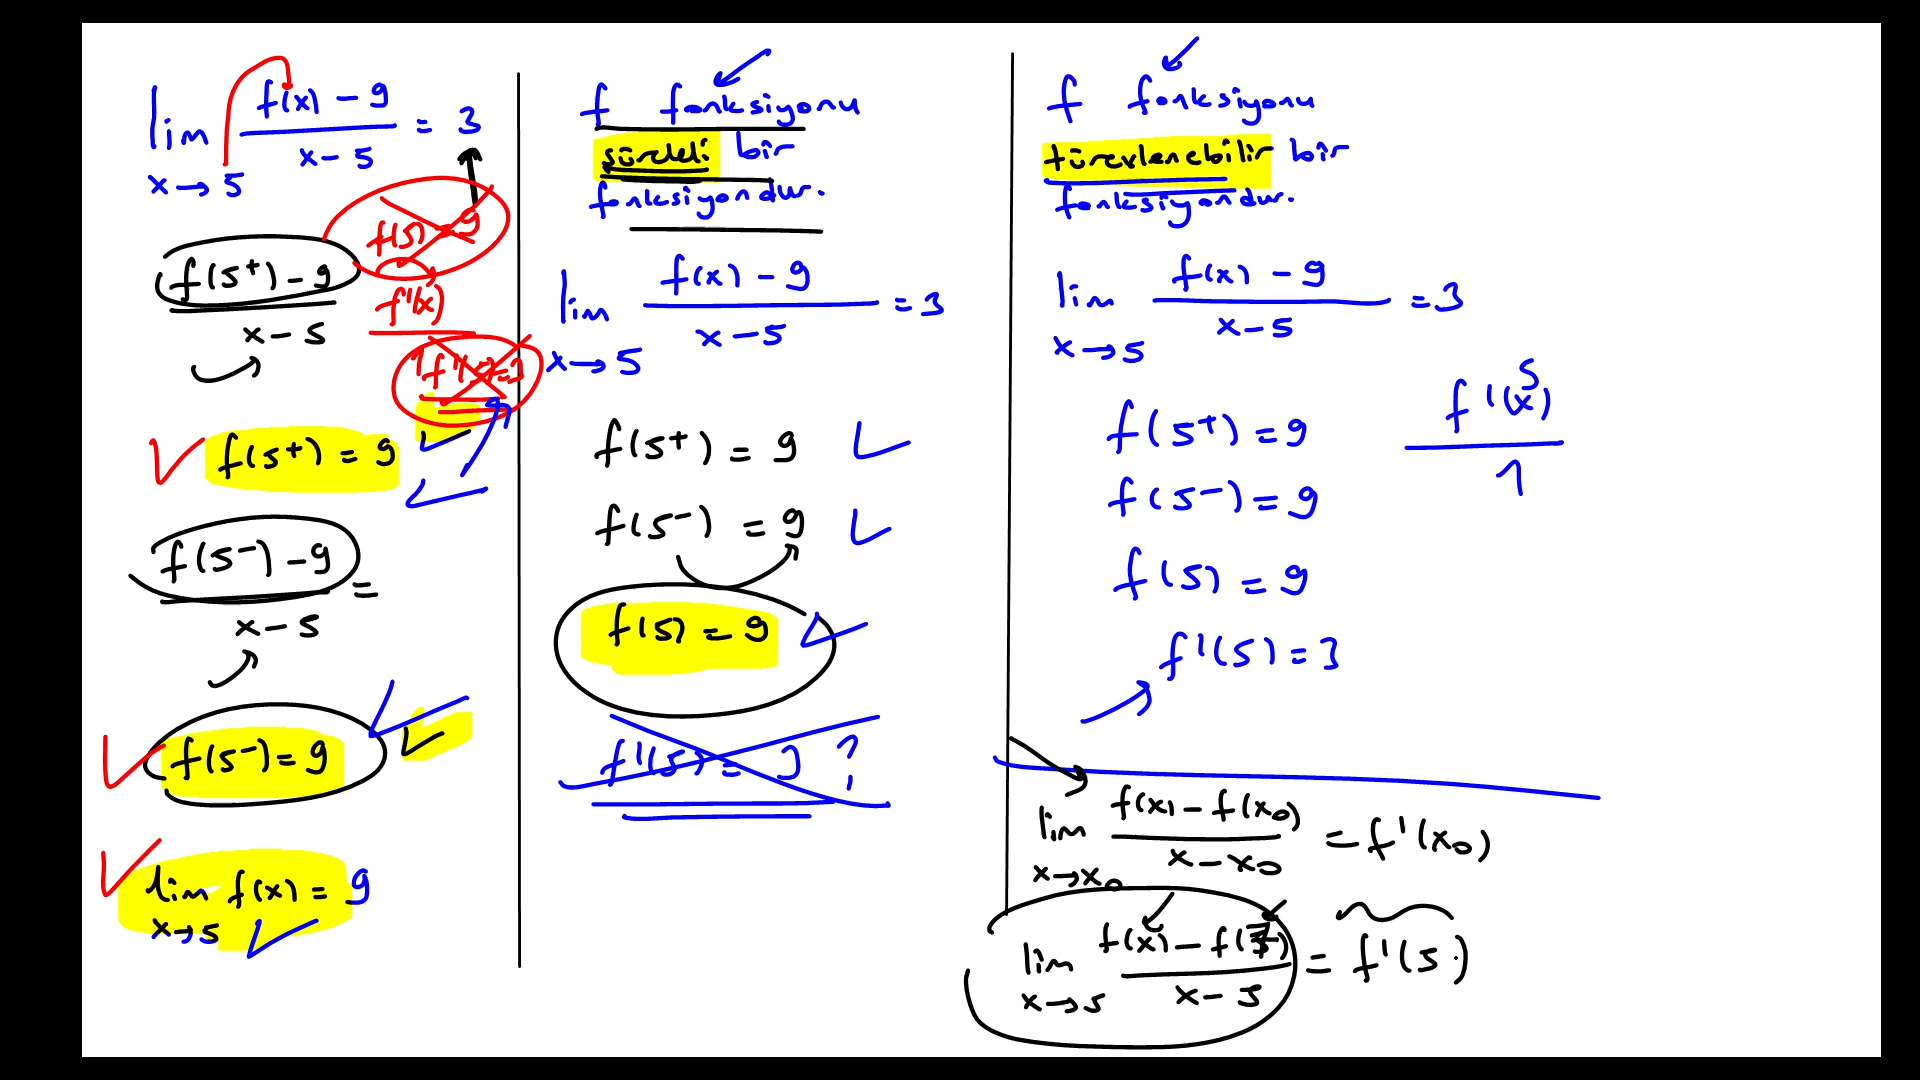 lim f(x) - 9 / x - 5 = 3
x → 5
f(5) = 9
f(5⁺) - 9
x - 5
f'(x)
1
f'(5) = 3
f(5⁺) = 9
f(5⁻) - 9 =
x - 5
f(5⁻) = 9
lim f(x) = 9
x → 5
f fonksiyonu
sürekli bir
fonksiyondur.
lim f(x) - 9 / x - 5 = 3
x → 5
f(5⁺) = 9
f(5⁻) = 9
f(5) = 9
f'(5) = 3 ?
f fonksiyonu
türevlenebilir bir
fonksiyondur.
lim f(x) - 9 / x - 5 = 3
x → 5
f(5⁺) = 9
f(5⁻) = 9
f(5) = 9
f'(5) = 3
5
f'(x)
1
lim f(x) - f(x₀) / x - x₀ = f'(x₀)
x → x₀
lim f(x) - f( ) / x - 5 = f'(5)
x → 5